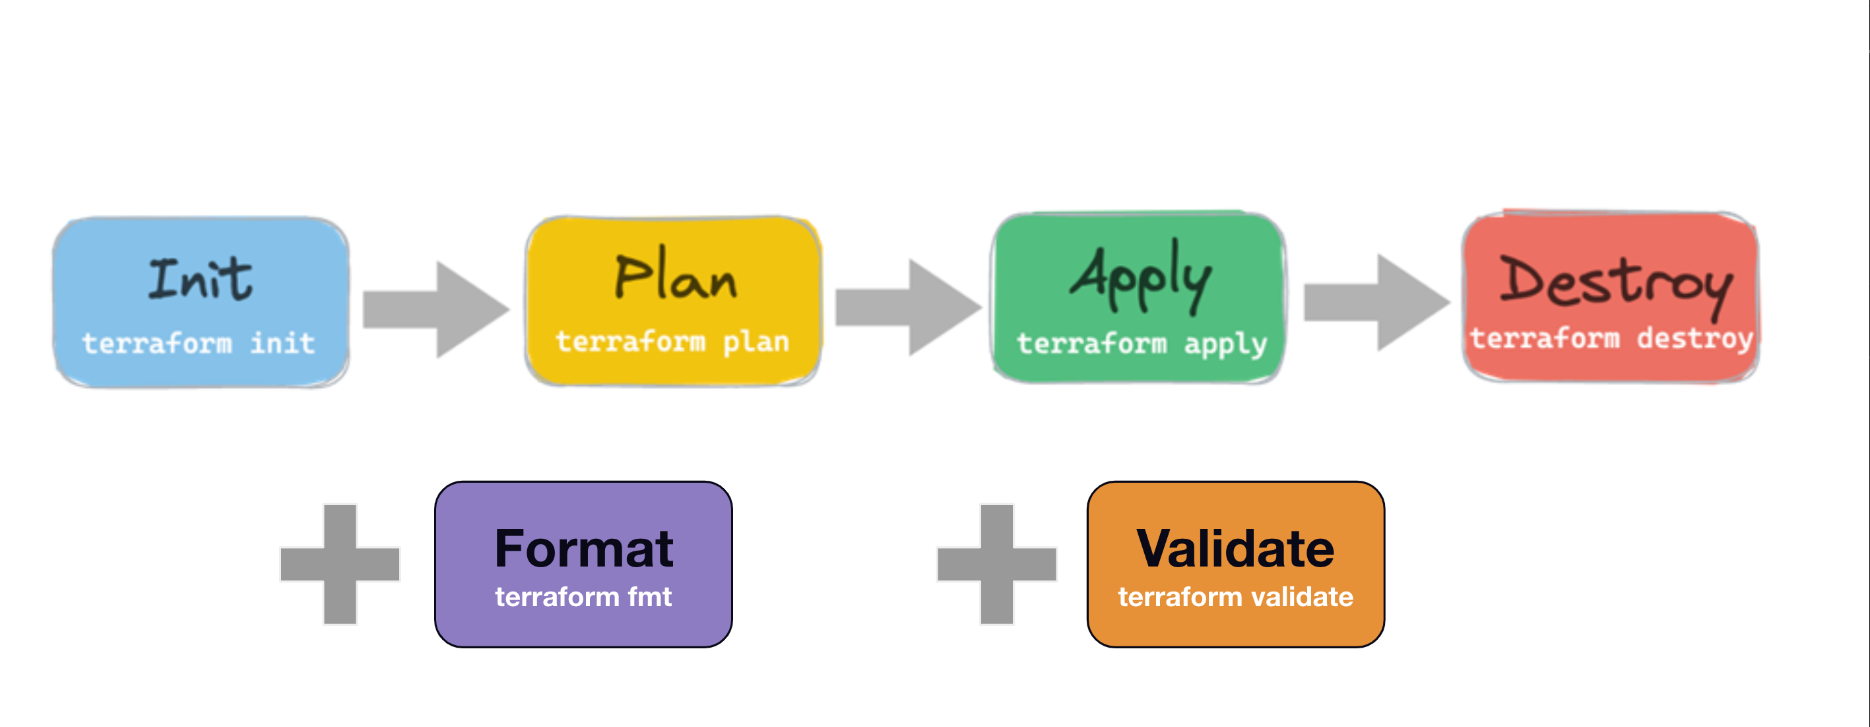 Init
terraform init
Plan
terraform plan
Apply
terraform apply
Destroy
terraform destroy
Format
terraform fmt
Validate
terraform validate